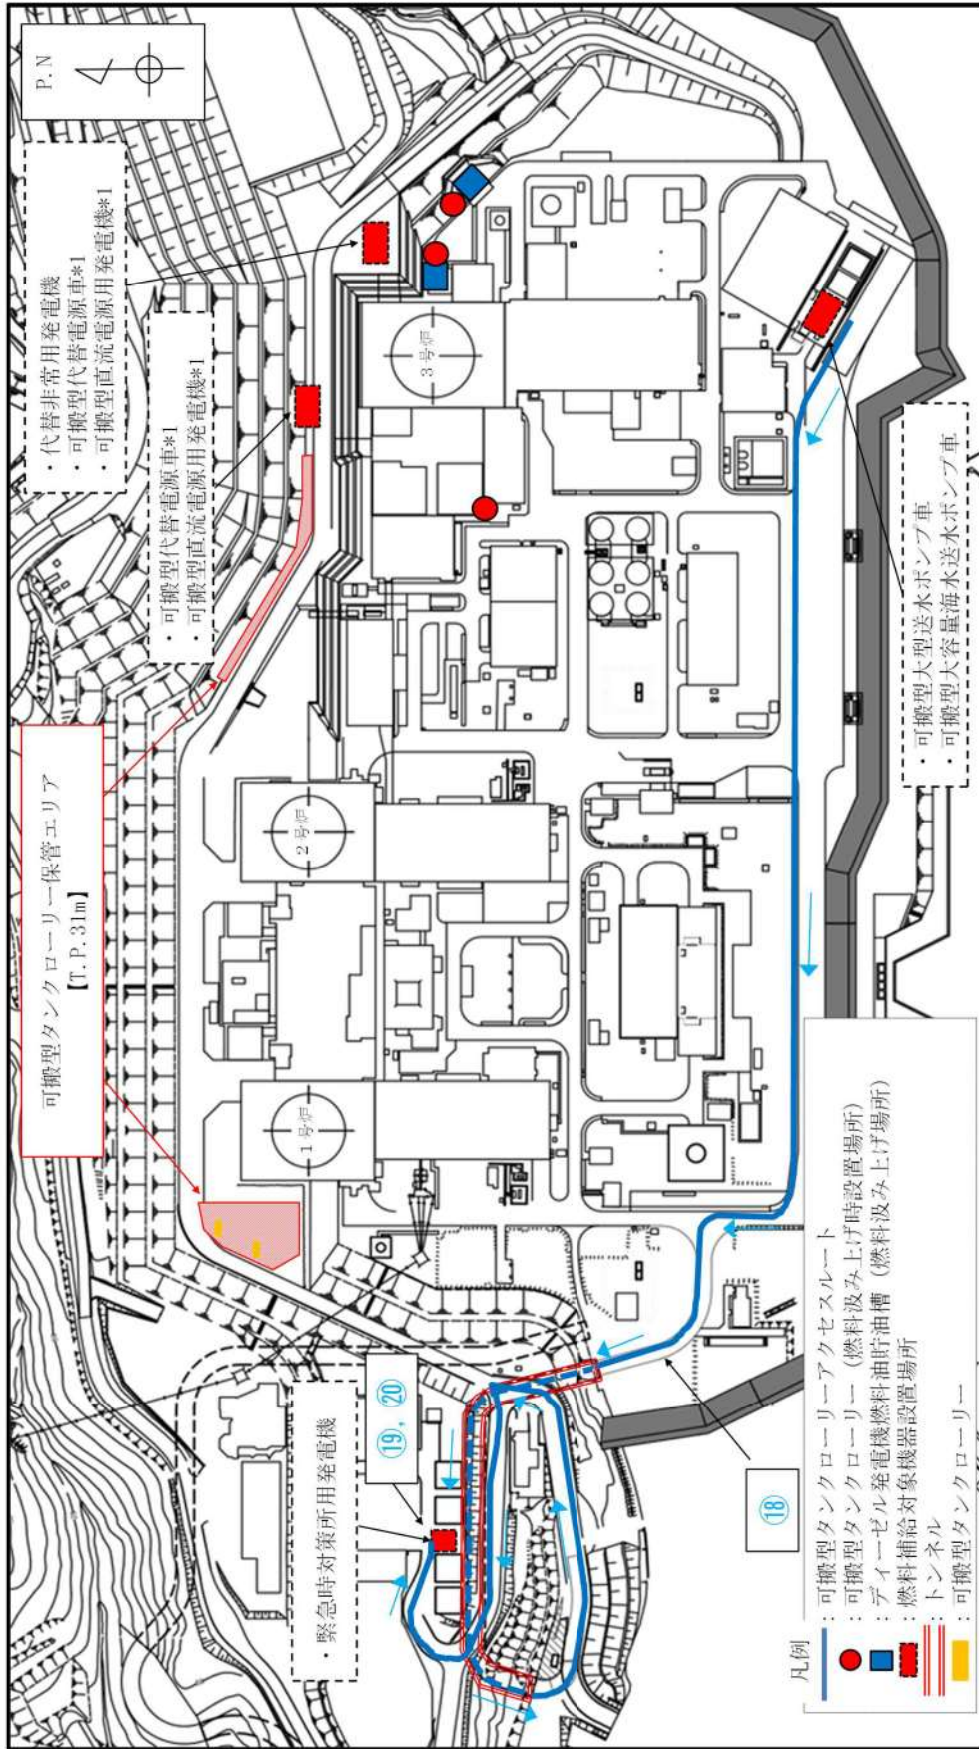 P.N
・代替非常用発電機
・可搬型代替電源車*1
・可搬型直流電源用発電機*1
・可搬型代替電源車*1
・可搬型直流電源用発電機*1
可搬型タンクローリー保管エリア
【T.P.31m】
3号炉
2号炉
1号炉
・緊急時対策所用発電機
⑲, ⑳
⑱
・可搬型大型送水ポンプ車
・可搬型大容量海水送水ポンプ車
凡例
：可搬型タンクローリーアクセスルート
：可搬型タンクローリー（燃料汲み上げ時設置場所）
：ディーゼル発電機燃料油貯油槽（燃料汲み上げ場所）
：燃料補給対象機器設置場所
：トンネル
：可搬型タンクローリー